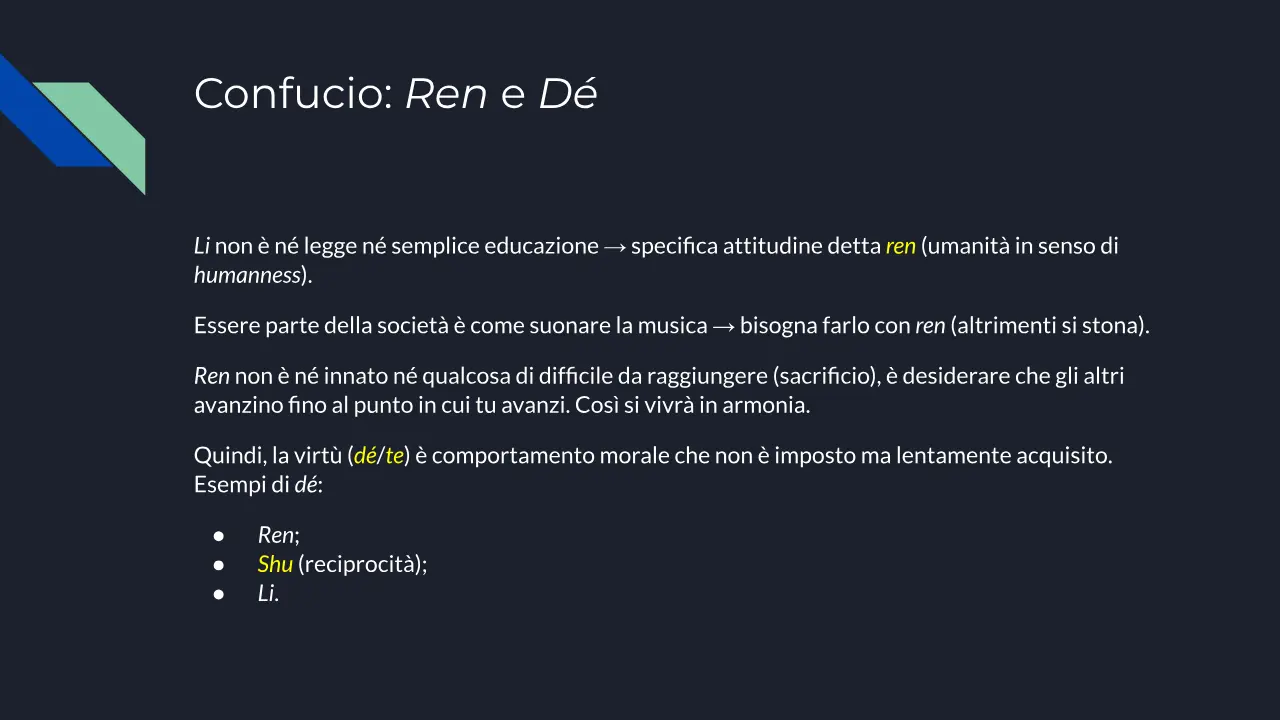 Confucio: Ren e Dé
Li non è né legge né semplice educazione → specifica attitudine detta ren (umanità in senso di
humanness).
Essere parte della società è come suonare la musica → bisogna farlo con ren (altrimenti si stona).
Ren non è né innato né qualcosa di difficile da raggiungere (sacrificio), è desiderare che gli altri
avanzino fino al punto in cui tu avanzi. Così si vivrà in armonia.
Quindi, la virtù (dé/te) è comportamento morale che non è imposto ma lentamente acquisito.
Esempi di dé:
● Ren;
● Shu (reciprocità);
● Li.